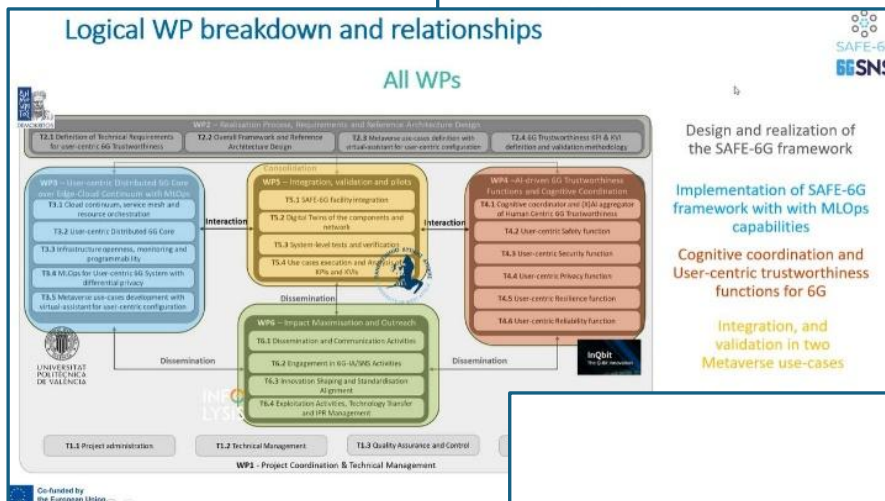 Logical WP breakdown and relationships
SAFE-6
6GSNS
All WPs
DEMOKRITOS
WP2 – Realisation Process, Requirements and Reference Architecture Design
T2.1 Definition of Technical Requirements
for user-centric 6G Trustworthiness
T2.2 Overall Framework and Reference
Architecture Design
T2.3 Metaverse use-cases definition with
virtual-assistant for user-centric configuration
T2.4 6G Trustworthiness KPI & KVI
definition and validation methodology
WP3 – User-centric Distributed 6G Core
over Edge-Cloud Continuum with MLOps
T3.1 Cloud continuum, service mesh and
resource orchestration
T3.2 User-centric Distributed 6G Core
T3.3 Infrastructure openness, monitoring and
programmability
T3.4 MLOps for User-centric 6G System with
differential privacy
T3.5 Metaverse use-cases development with
virtual-assistant for user-centric configuration
Interaction
Consolidation
WP5 – Integration, validation and pilots
T5.1 SAFE-6G facility integration
T5.2 Digital Twins of the components and
network
T5.3 System-level tests and verification
T5.4 Use cases execution and Analysis of
KPIs and KVIs
Interaction
WP4 –AI-driven 6G Trustworthiness
Functions and Cognitive Coordination
T4.1 Cognitive coordinator and (X)AI aggregator
of Human Centric 6G Trustworthiness
T4.2 User-centric Safety function
T4.3 User-centric Security function
T4.4 User-centric Privacy function
T4.5 User-centric Resilience function
T4.6 User-centric Reliability function
Dissemination
WP6 – Impact Maximisation and Outreach
T6.1 Dissemination and Communication Activities
T6.2 Engagement in 6G-IA/SNS Activities
T6.3 Innovation Shaping and Standardisation
Alignment
T6.4 Exploitation Activities, Technology Transfer
and IPR Management
Dissemination
Dissemination
UNIVERSITAT
POLITÈCNICA
DE VALÈNCIA
INFO
LYSIS
InQbit
T1.1 Project administration
T1.2 Technical Management
T1.3 Quality Assurance and Control
WP1 - Project Coordination & Technical Management
Design and realization of
the SAFE-6G framework
Implementation of SAFE-6G
framework with with MLOps
capabilities
Cognitive coordination and
User-centric trustworthiness
functions for 6G
Integration, and
validation in two
Metaverse use-cases
Co-funded by
the European Union